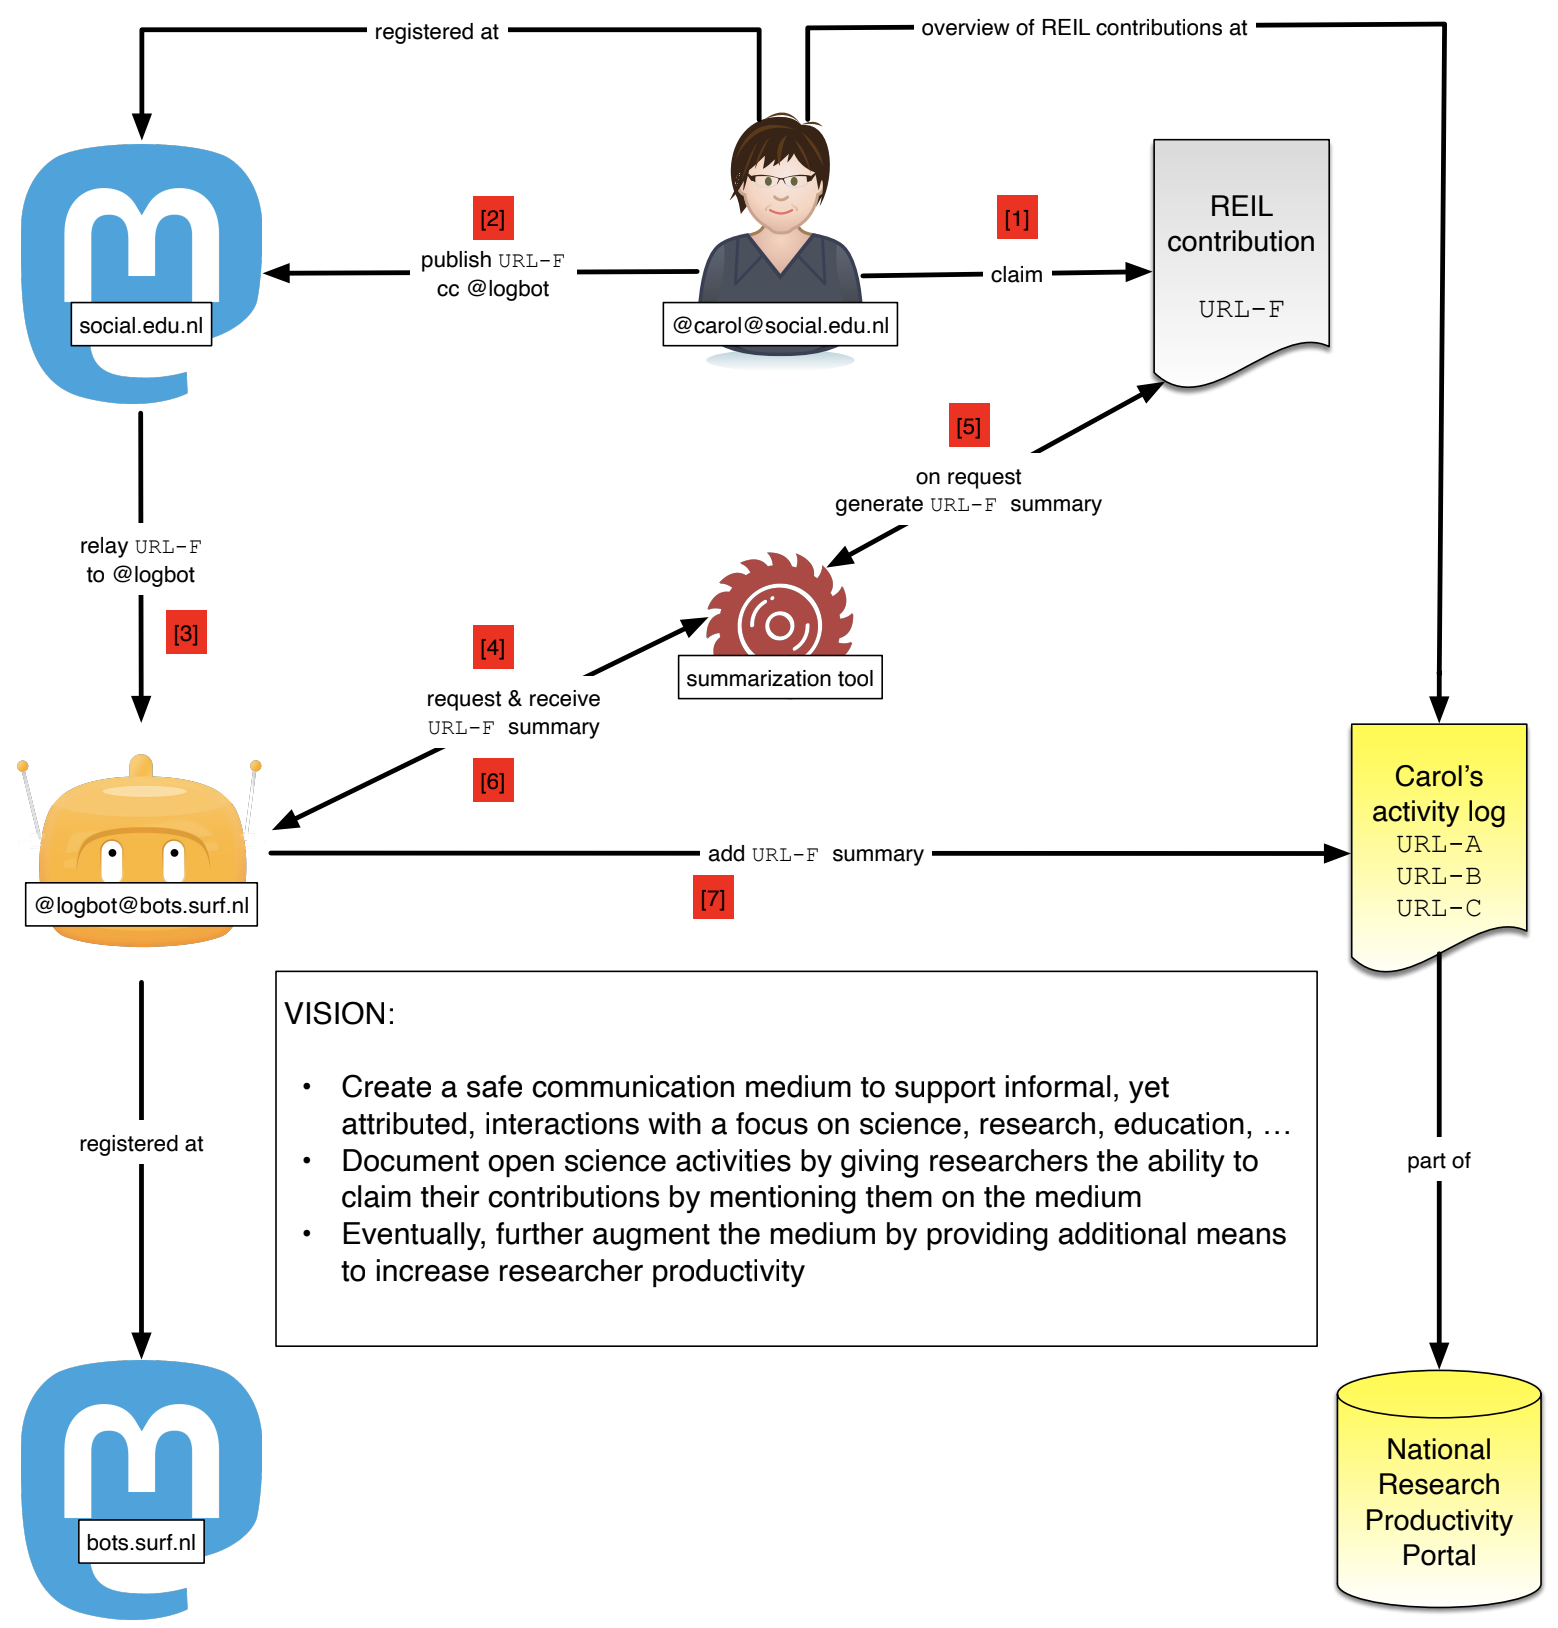 registered at
overview of REIL contributions at
[2]
publish URL-F
cc @logbot
social.edu.nl
@carol@social.edu.nl
[1]
claim
REIL
contribution
URL-F
[5]
on request
generate URL-F summary
relay URL-F
to @logbot
[3]
[4]
request & receive
URL-F summary
[6]
summarization tool
@logbot@bots.surf.nl
add URL-F summary
[7]
Carol’s
activity log
URL-A
URL-B
URL-C
VISION:
• Create a safe communication medium to support informal, yet
attributed, interactions with a focus on science, research, education, …
• Document open science activities by giving researchers the ability to
claim their contributions by mentioning them on the medium
• Eventually, further augment the medium by providing additional means
to increase researcher productivity
registered at
part of
bots.surf.nl
National
Research
Productivity
Portal